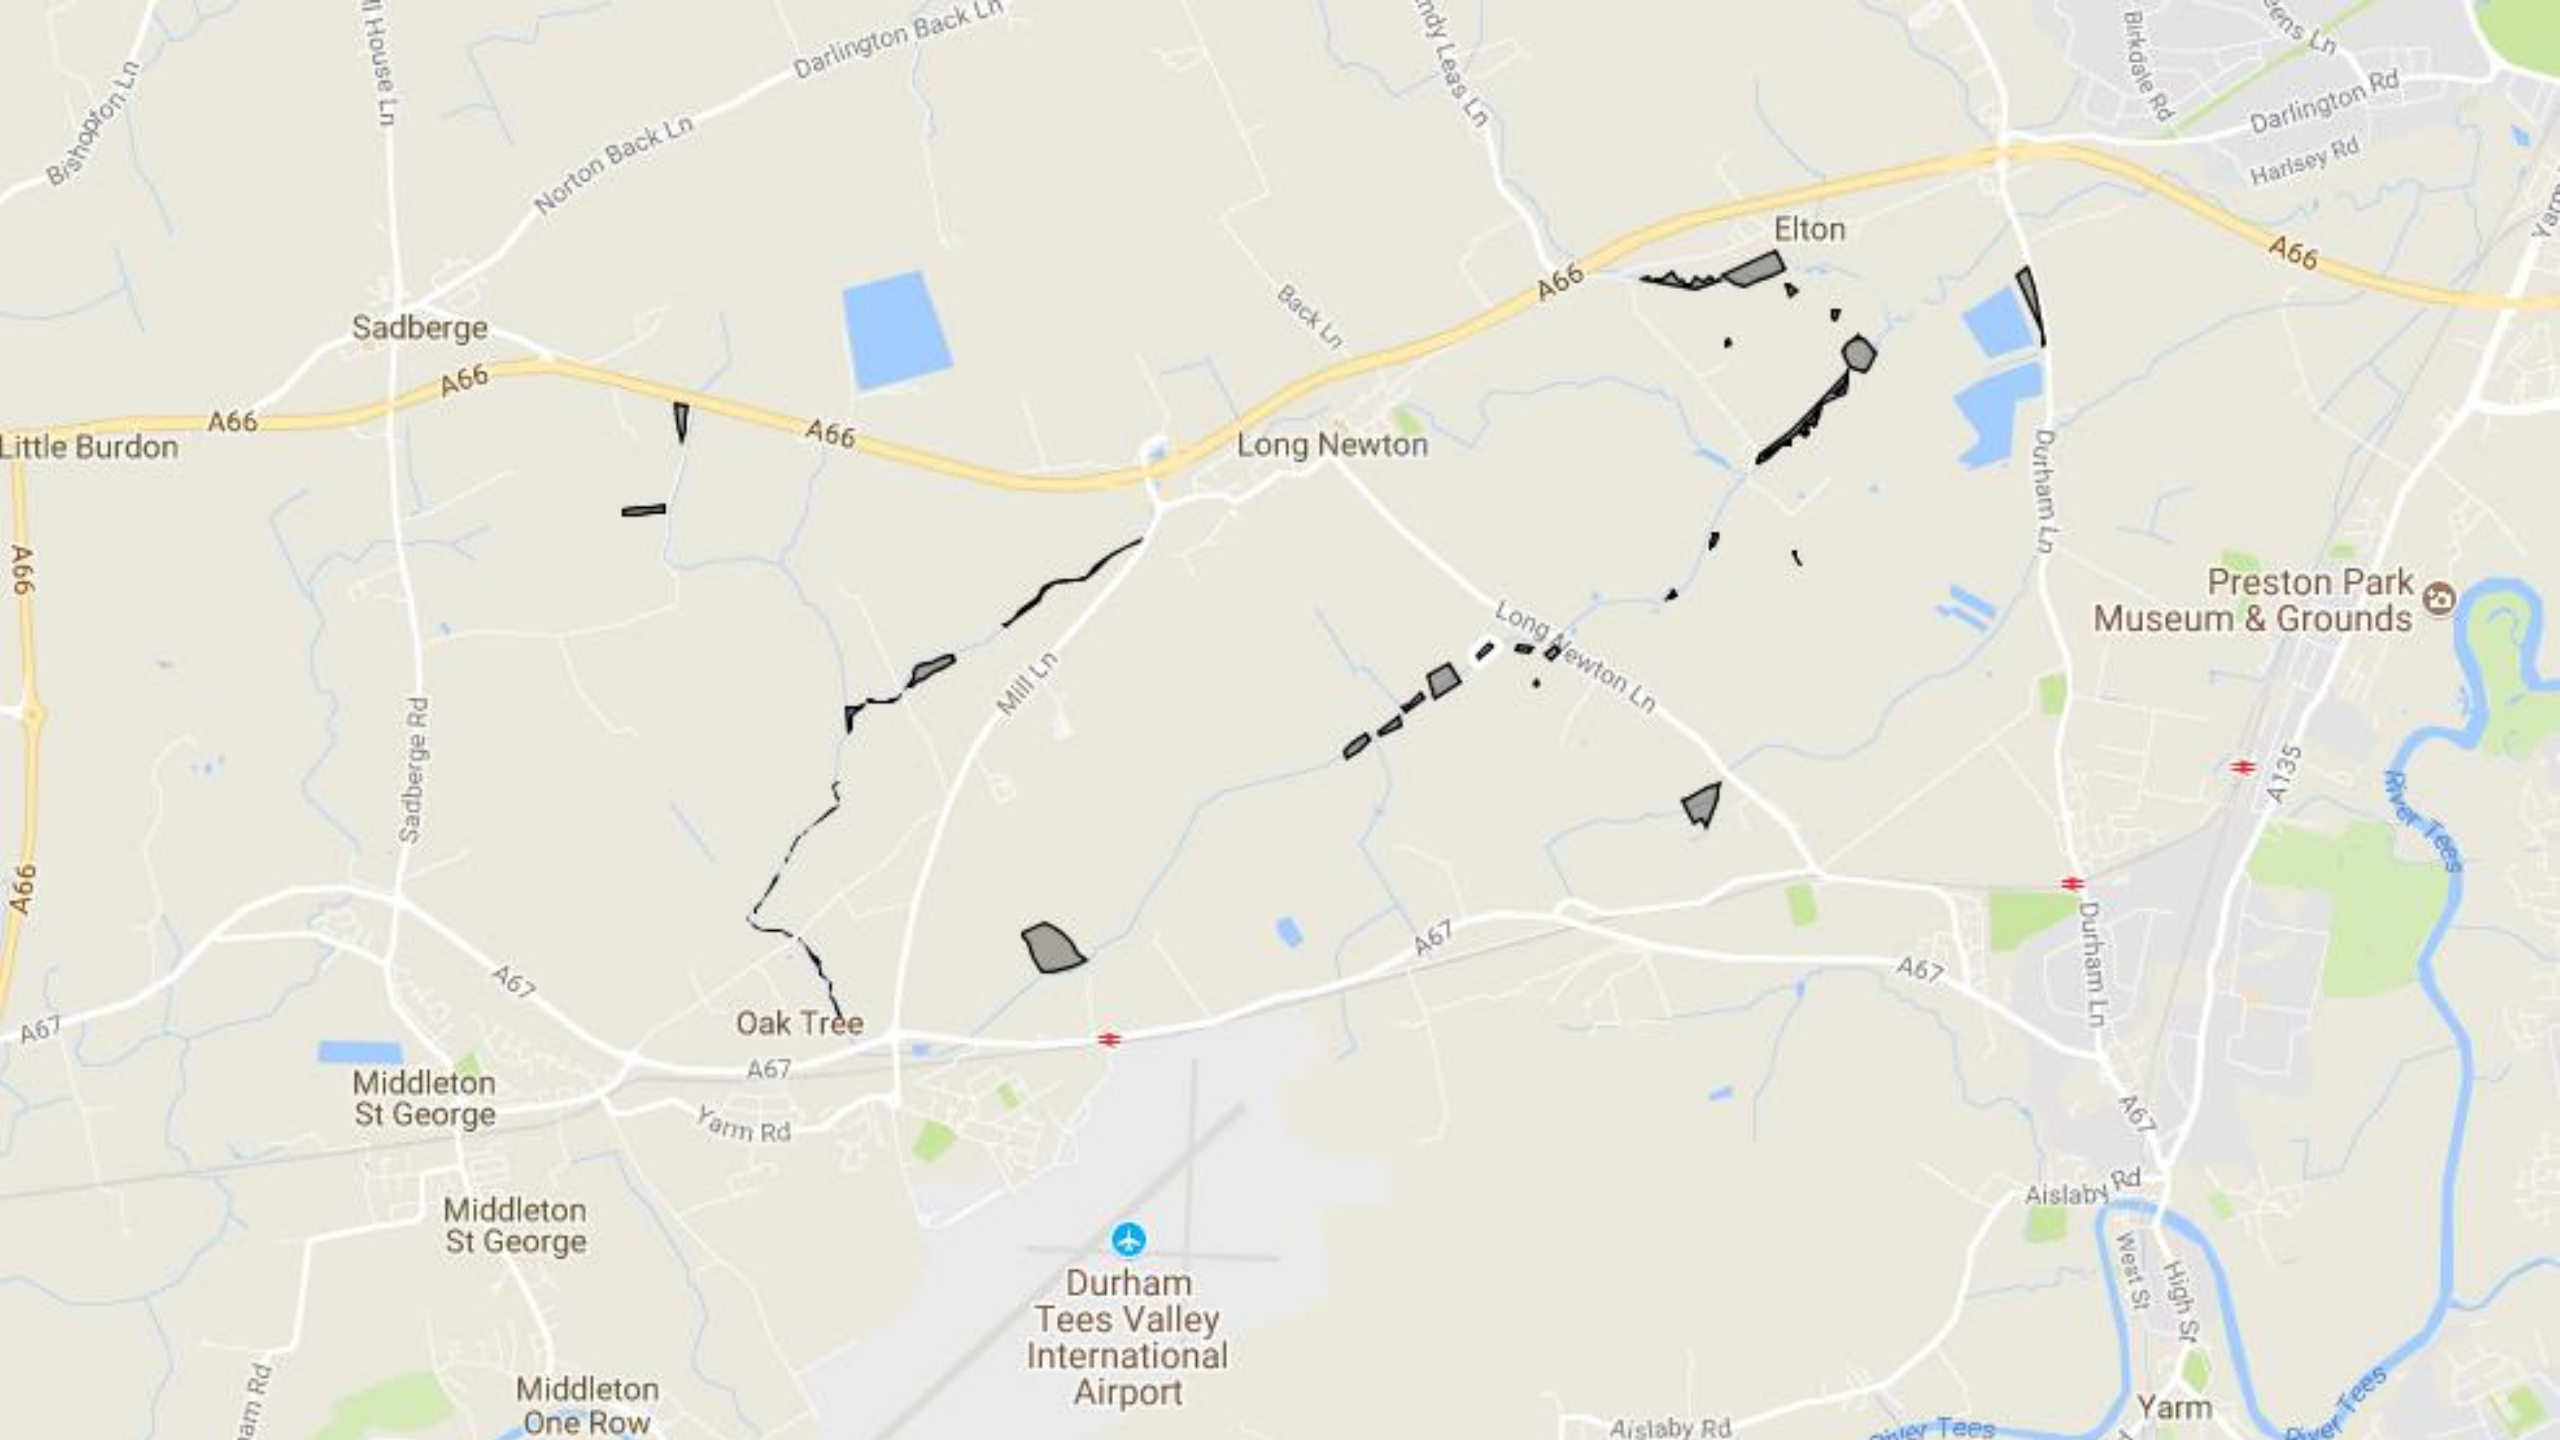 Darlington Back Ln
Birkdale Rd
House Ln
Bishopton Ln
Norton Back Ln
Darlington Rd
Harlsey Rd
Elton
A66
A66
Back Ln
Sadberge
A66
A66
A66
Little Burdon
Long Newton
Durham Ln
A66
Preston Park
Museum & Grounds
Long Newton Ln
Mill Ln
Sadberge Rd
A135
River Tees
A66
A67
A67
A67
Durham Ln
A67
Oak Tree
A67
Middleton
St George
Yarm Rd
A67
Aislaby Rd
Middleton
St George
West St
High St
Durham
Tees Valley
International
Airport
Middleton
One Row
Yarm
Aislaby Rd
River Tees
River Tees